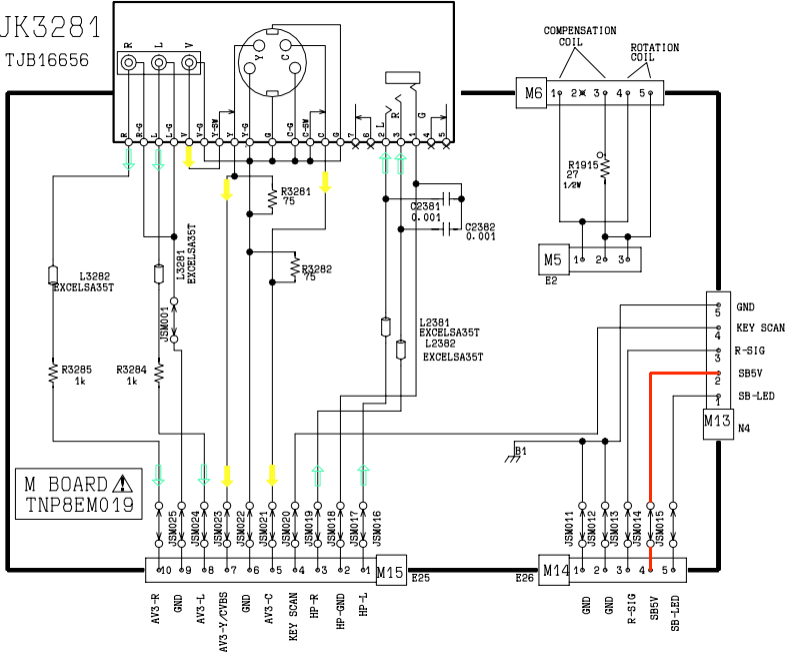 JK3281
TJB16656
R L V
Y C
R
R-G
L
L-G
V
V-G
Y-SW
Y
Y-G
G
C-G
C-SW
C
G
7
6
2 L
3 R
1 G
4
5
COMPENSATION
COIL
ROTATION
COIL
M6
1 2 3 4 5
R1915
27
1/2W
M5
1 2 3
E2
R3281
75
R3282
75
C2381
0.001
C2382
0.001
L3282
EXCELSA35T
L3281
EXCELSA35T
JSM001
L2381
EXCELSA35T
L2382
EXCELSA35T
R3285
1k
R3284
1k
5 GND
4 KEY SCAN
3 R-SIG
2 SB5V
1 SB-LED
M13
N4
B1
M BOARD
TNP8EM019
JSM025
JSM024
JSM023
JSM022
JSM021
JSM020
JSM019
JSM018
JSM017
JSM016
JSM011
JSM012
JSM013
JSM014
JSM015
10 9 8 7 6 5 4 3 2 1
M15
E25
E26
M14
1 2 3 4 5
AV3-R
GND
AV3-L
AV3-Y/CVBS
GND
AV3-C
KEY SCAN
HP-R
HP-GND
HP-L
GND
GND
R-SIG
SB5V
SB-LED